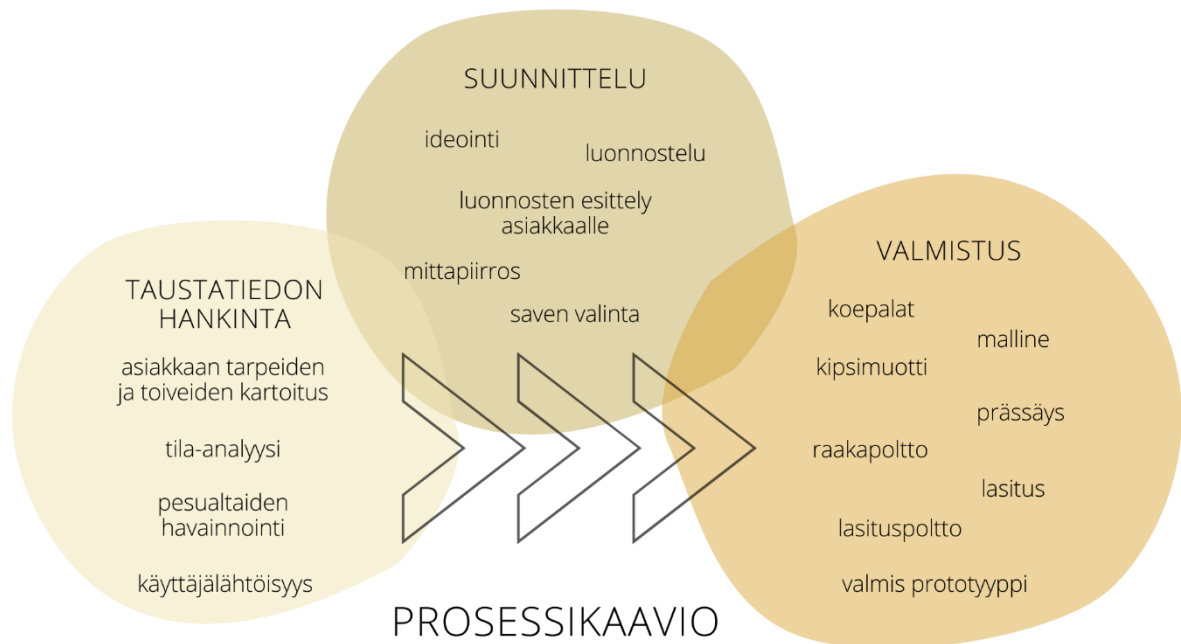 SUUNNITTELU
ideointi
luonnostelu
luonnosten esittely
asiakkaalle
mittapiirros
saven valinta
TAUSTATIEDON
HANKINTA
asiakkaan tarpeiden
ja toiveiden kartoitus
tila-analyysi
pesualtaiden
havainnointi
käyttäjälähtöisyys
VALMISTUS
koepalat
malline
kipsimuotti
prässäys
raakapoltto
lasitus
lasituspoltto
valmis prototyyppi
PROSESSIKAAVIO